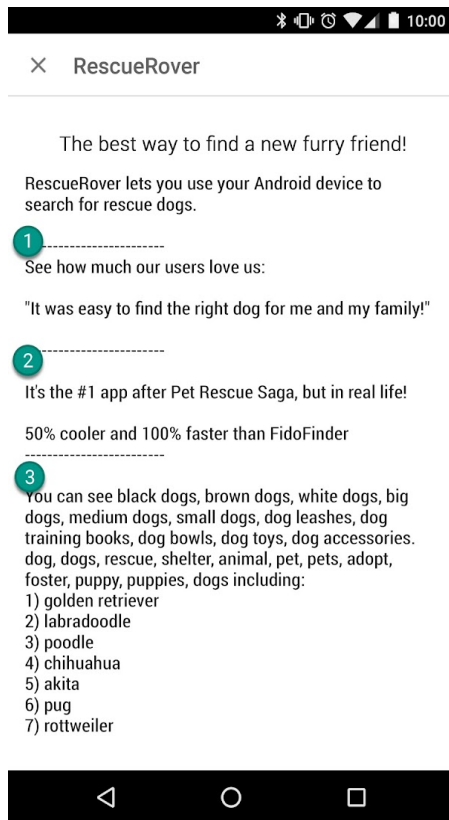 10:00
RescueRover
The best way to find a new furry friend!
RescueRover lets you use your Android device to
search for rescue dogs.
1
----------------------
See how much our users love us:
"It was easy to find the right dog for me and my family!"
----------------------
2
It's the #1 app after Pet Rescue Saga, but in real life!
50% cooler and 100% faster than FidoFinder
-------------------------
3
You can see black dogs, brown dogs, white dogs, big
dogs, medium dogs, small dogs, dog leashes, dog
training books, dog bowls, dog toys, dog accessories.
dog, dogs, rescue, shelter, animal, pet, pets, adopt,
foster, puppy, puppies, dogs including:
1) golden retriever
2) labradoodle
3) poodle
4) chihuahua
5) akita
6) pug
7) rottweiler